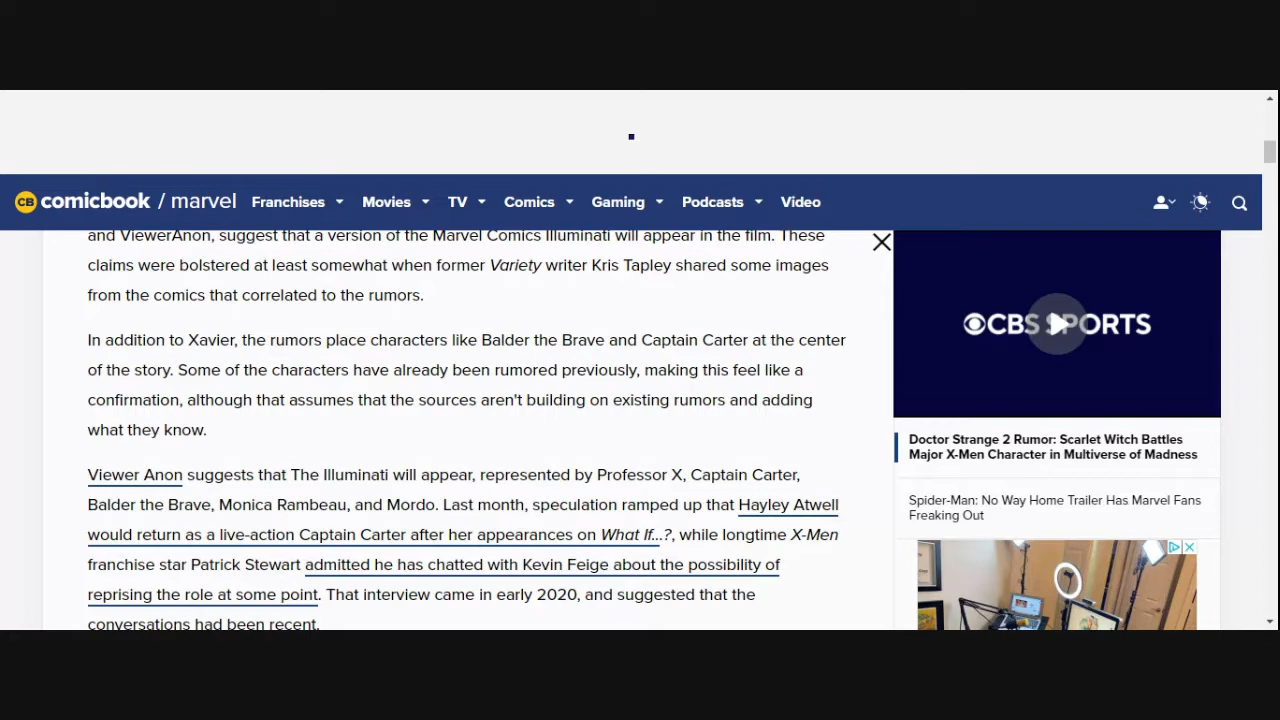 CB comicbook / marvel Franchises Movies TV Comics Gaming Podcasts Video
and ViewerAnon, suggest that a version of the Marvel Comics Illuminati will appear in the film. These
claims were bolstered at least somewhat when former Variety writer Kris Tapley shared some images
from the comics that correlated to the rumors.
In addition to Xavier, the rumors place characters like Balder the Brave and Captain Carter at the center
of the story. Some of the characters have already been rumored previously, making this feel like a
confirmation, although that assumes that the sources aren't building on existing rumors and adding
what they know.
Viewer Anon suggests that The Illuminati will appear, represented by Professor X, Captain Carter,
Balder the Brave, Monica Rambeau, and Mordo. Last month, speculation ramped up that Hayley Atwell
would return as a live-action Captain Carter after her appearances on What If...?, while longtime X-Men
franchise star Patrick Stewart admitted he has chatted with Kevin Feige about the possibility of
reprising the role at some point. That interview came in early 2020, and suggested that the
conversations had been recent.
CBS SPORTS
Doctor Strange 2 Rumor: Scarlet Witch Battles
Major X-Men Character in Multiverse of Madness
Spider-Man: No Way Home Trailer Has Marvel Fans
Freaking Out